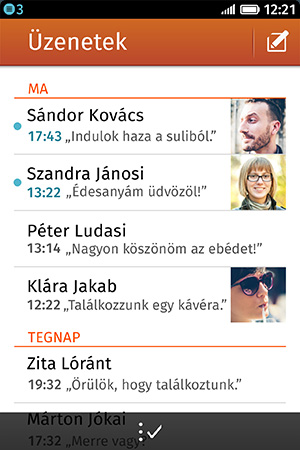 3 12:21
Üzenetek
MA
Sándor Kovács
17:43 „Indulok haza a suliból.”
Szandra Jánosi
13:22 „Édesanyám üdvözöl!”
Péter Ludasi
13:14 „Nagyon köszönöm az ebédet!”
Klára Jakab
12:22 „Találkozzunk egy kávéra.”
TEGNAP
Zita Lóránt
19:32 „Örülök, hogy találkoztunk.”
Márton Jókai
17:32 „Merre vagy?”